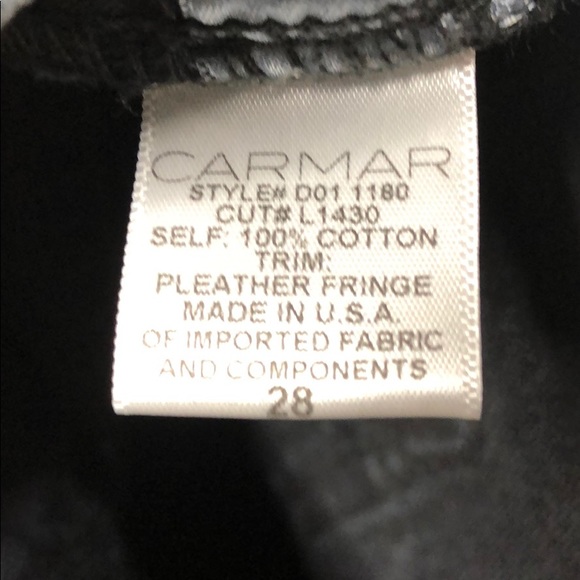 CARMAR
STYLE# D01 1180
CUT# L1430
SELF: 100% COTTON
TRIM:
PLEATHER FRINGE
MADE IN U.S.A.
OF IMPORTED FABRIC
AND COMPONENTS
28